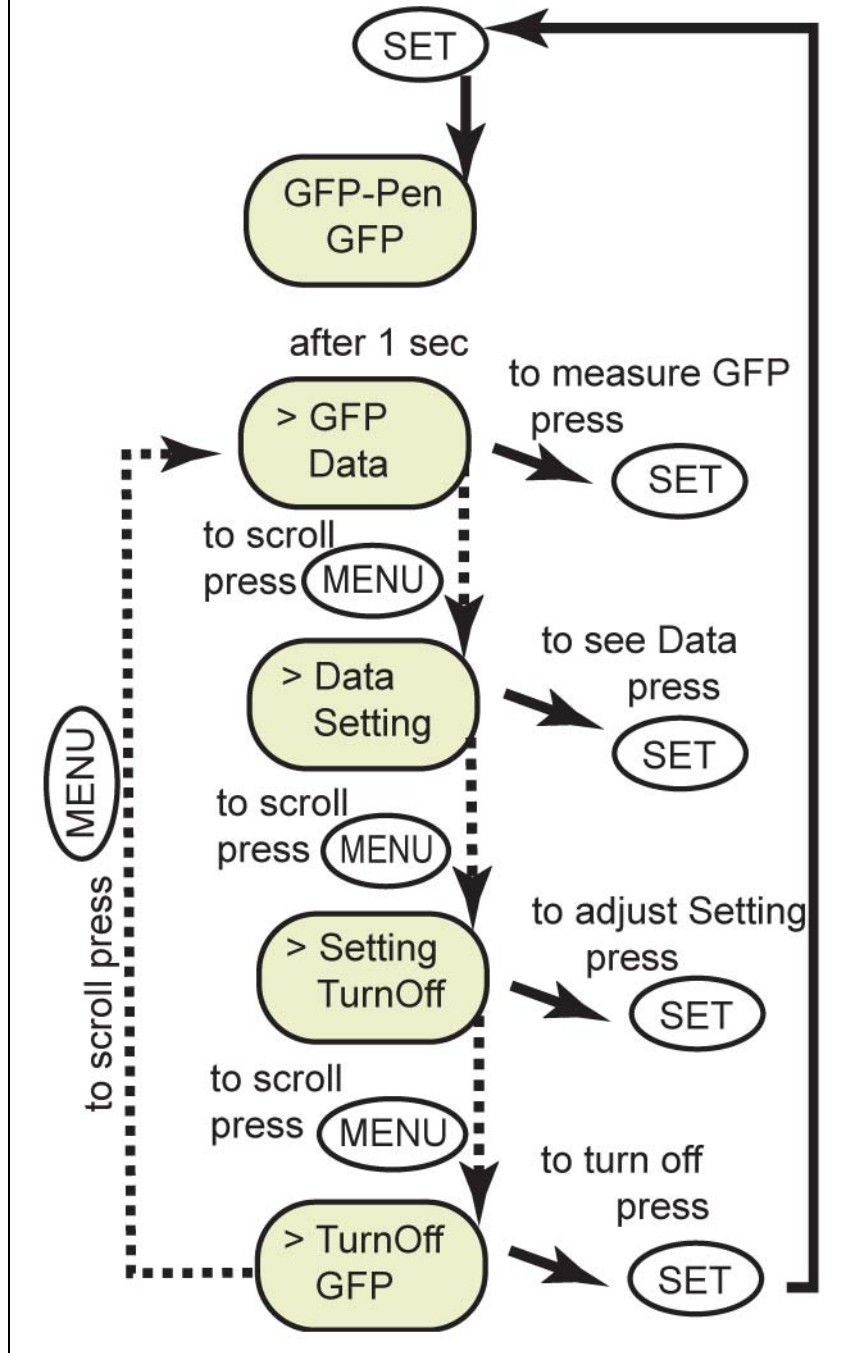 SET
GFP-Pen
GFP
after 1 sec
> GFP
Data
to measure GFP
press
SET
to scroll
press MENU
> Data
Setting
to see Data
press
SET
to scroll
press MENU
> Setting
TurnOff
to adjust Setting
press
SET
to scroll
press MENU
> TurnOff
GFP
to turn off
press
SET
to scroll press MENU